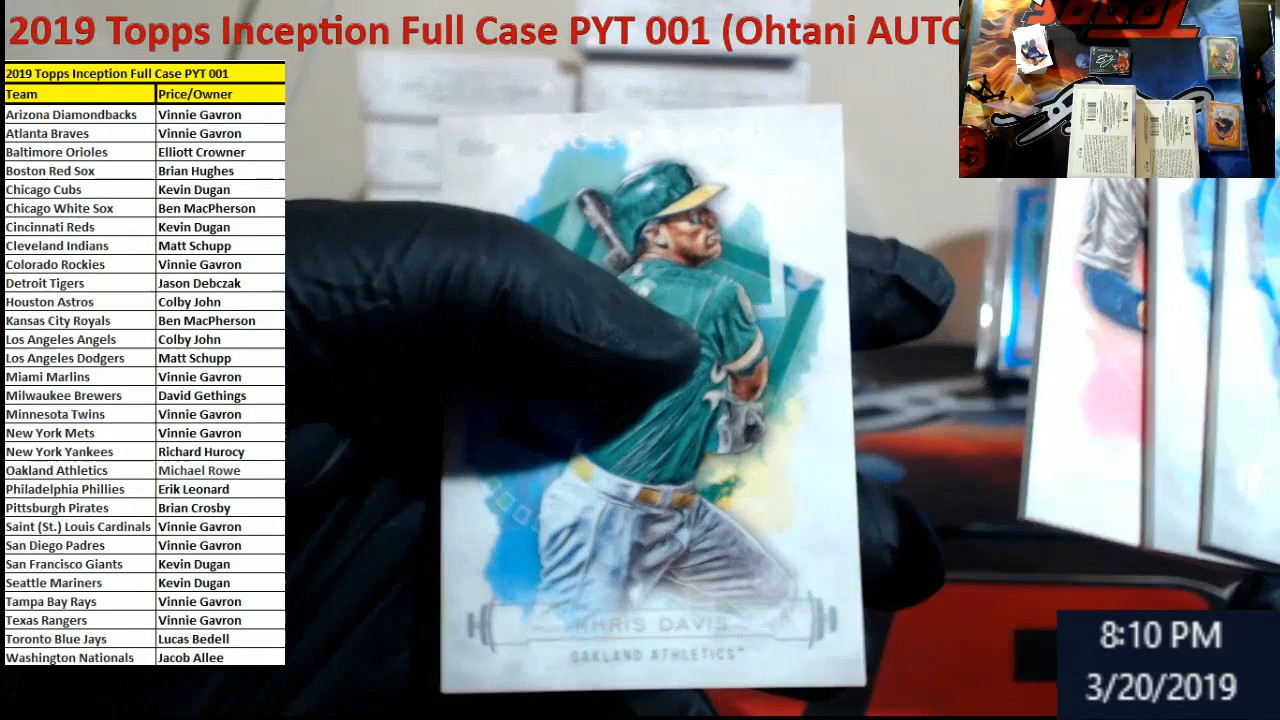 2019 Topps Inception Full Case PYT 001 (Ohtani AUTO
2019 Topps Inception Full Case PYT 001
Team Price/Owner
Arizona Diamondbacks Vinnie Gavron
Atlanta Braves Vinnie Gavron
Baltimore Orioles Elliott Crowner
Boston Red Sox Brian Hughes
Chicago Cubs Kevin Dugan
Chicago White Sox Ben MacPherson
Cincinnati Reds Kevin Dugan
Cleveland Indians Matt Schupp
Colorado Rockies Vinnie Gavron
Detroit Tigers Jason Debczak
Houston Astros Colby John
Kansas City Royals Ben MacPherson
Los Angeles Angels Colby John
Los Angeles Dodgers Matt Schupp
Miami Marlins Vinnie Gavron
Milwaukee Brewers David Gethings
Minnesota Twins Vinnie Gavron
New York Mets Vinnie Gavron
New York Yankees Richard Hurocy
Oakland Athletics Michael Rowe
Philadelphia Phillies Erik Leonard
Pittsburgh Pirates Brian Crosby
Saint (St.) Louis Cardinals Vinnie Gavron
San Diego Padres Vinnie Gavron
San Francisco Giants Kevin Dugan
Seattle Mariners Kevin Dugan
Tampa Bay Rays Vinnie Gavron
Texas Rangers Vinnie Gavron
Toronto Blue Jays Lucas Bedell
Washington Nationals Jacob Allee
KHRIS DAVIS
OAKLAND ATHLETICS™
8:10 PM
3/20/2019